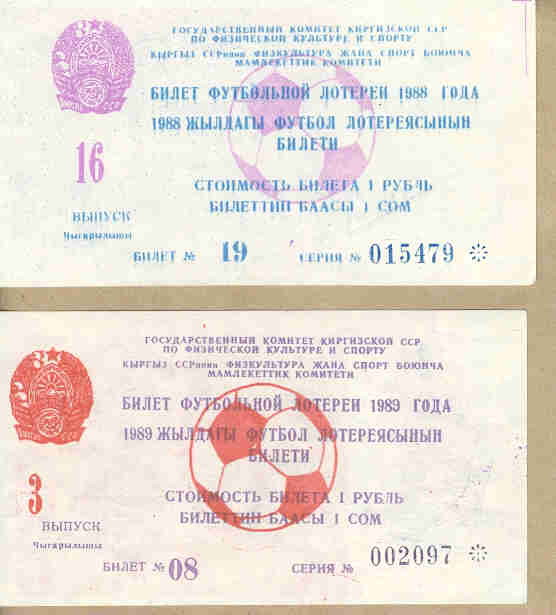 ГОСУДАРСТВЕННЫЙ КОМИТЕТ КИРГИЗСКОЙ ССР
ПО ФИЗИЧЕСКОЙ КУЛЬТУРЕ И СПОРТУ
КЫРГЫЗ ССРнин ФИЗКУЛЬТУРА ЖАНА СПОРТ БОЮНЧА
МАМЛЕКЕТТИК КОМИТЕТИ
БИЛЕТ ФУТБОЛЬНОЙ ЛОТЕРЕИ 1988 ГОДА
1988 ЖЫЛДАГЫ ФУТБОЛ ЛОТЕРЕЯСЫНЫН
БИЛЕТИ
16
СТОИМОСТЬ БИЛЕТА 1 РУБЛЬ
БИЛЕТТИН БААСЫ 1 СОМ
ВЫПУСК
Чыгарылышы
БИЛЕТ № 19 СЕРИЯ № 015479 ※
ГОСУДАРСТВЕННЫЙ КОМИТЕТ КИРГИЗСКОЙ ССР
ПО ФИЗИЧЕСКОЙ КУЛЬТУРЕ И СПОРТУ
КЫРГЫЗ ССРнин ФИЗКУЛЬТУРА ЖАНА СПОРТ БОЮНЧА
МАМЛЕКЕТТИК КОМИТЕТИ
БИЛЕТ ФУТБОЛЬНОЙ ЛОТЕРЕИ 1989 ГОДА
1989 ЖЫЛДАГЫ ФУТБОЛ ЛОТЕРЕЯСЫНЫН
БИЛЕТИ
3
СТОИМОСТЬ БИЛЕТА 1 РУБЛЬ
БИЛЕТТИН БААСЫ 1 СОМ
ВЫПУСК
Чыгарылышы
БИЛЕТ № 08 СЕРИЯ № 002097 ※